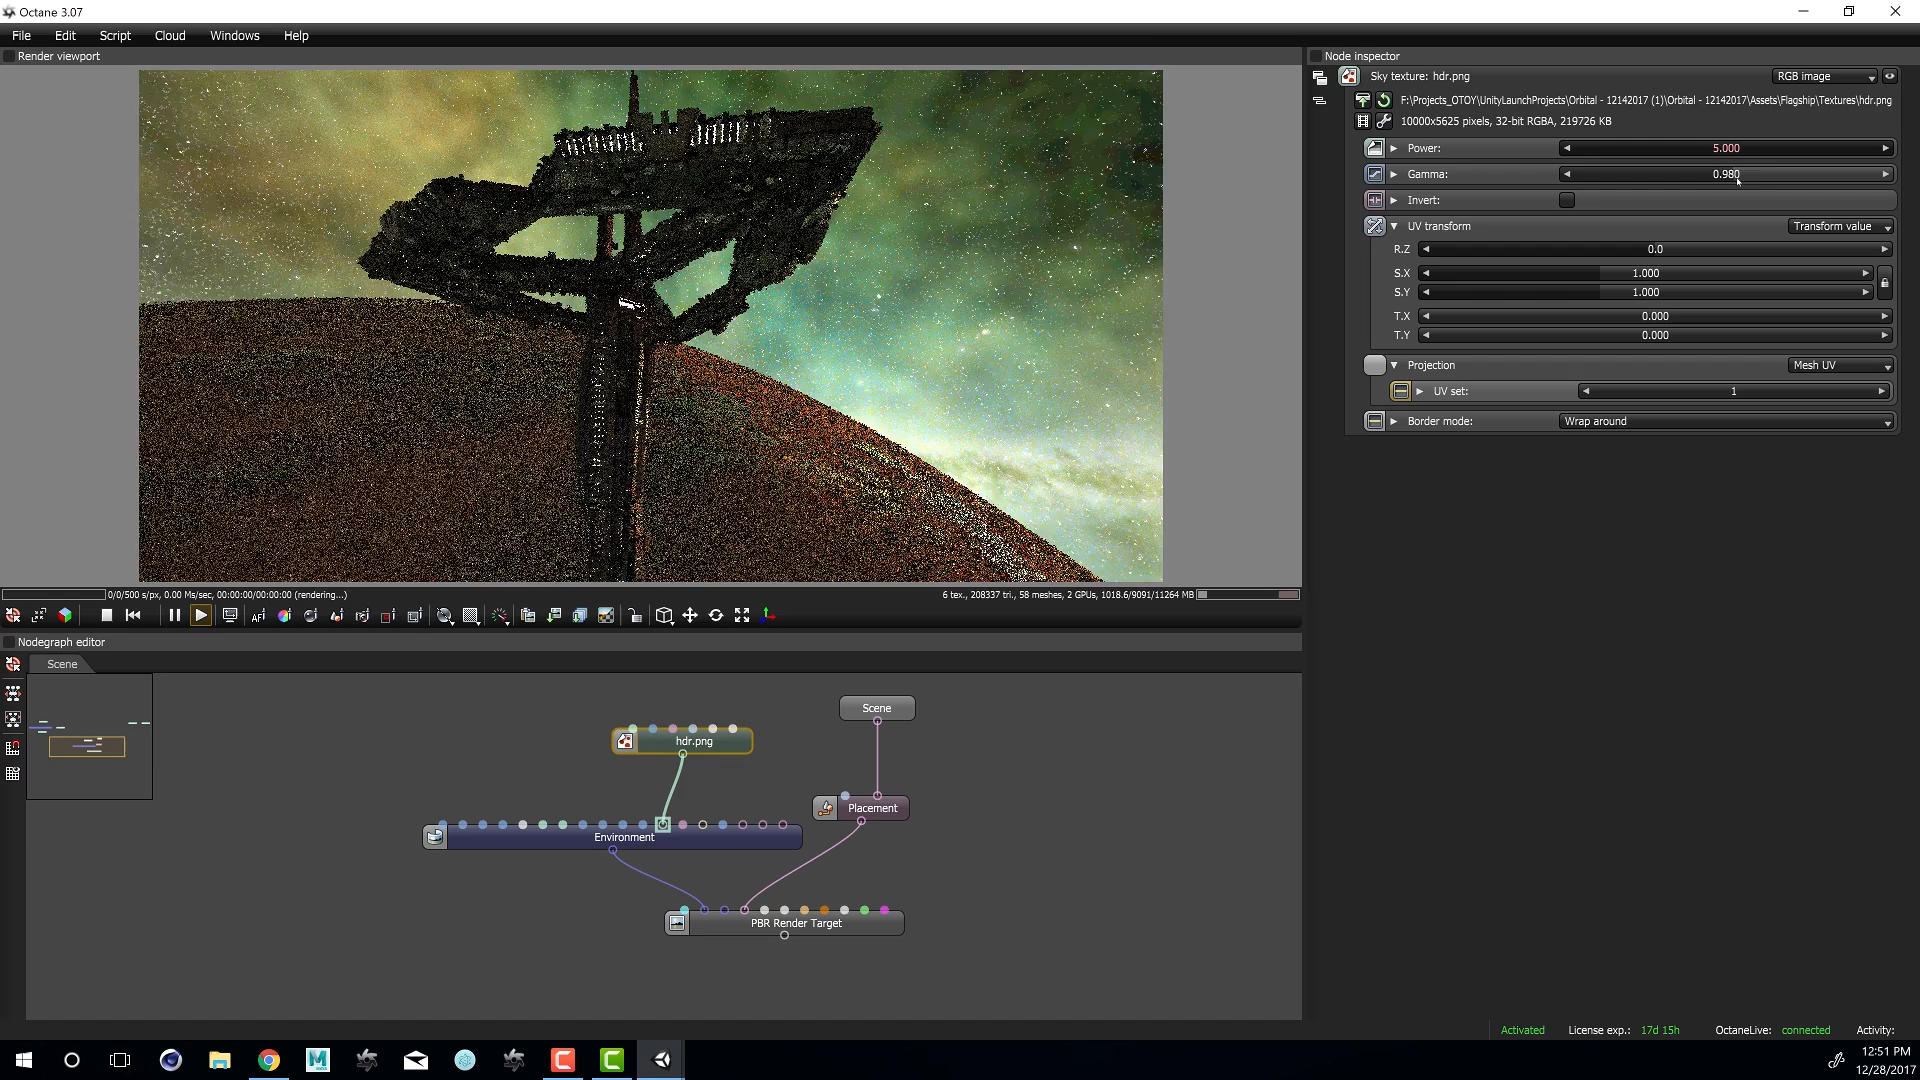 Octane 3.07
File Edit Script Cloud Windows Help
Render viewport
Node inspector
Sky texture: hdr.png
RGB image
F:\Projects_OTOY\UnityLaunchProjects\Orbital - 12142017 (1)\Orbital - 12142017\Assets\Flagship\Textures\hdr.png
10000x5625 pixels, 32-bit RGBA, 219726 KB
Power: 5.000
Gamma: 0.980
Invert:
UV transform Transform value
R.Z 0.0
S.X 1.000
S.Y 1.000
T.X 0.000
T.Y 0.000
Projection Mesh UV
UV set: 1
Border mode: Wrap around
0/0/500 s/px, 0.00 Ms/sec, 00:00:00/00:00:00 (rendering...)
6 tex., 208337 tri., 58 meshes, 2 GPUs, 1018.6/9091/11264 MB
AF
Nodegraph editor
Scene
Scene
hdr.png
Placement
Environment
PBR Render Target
Activated License exp.: 17d 15h OctaneLive: connected Activity:
12:51 PM
12/28/2017